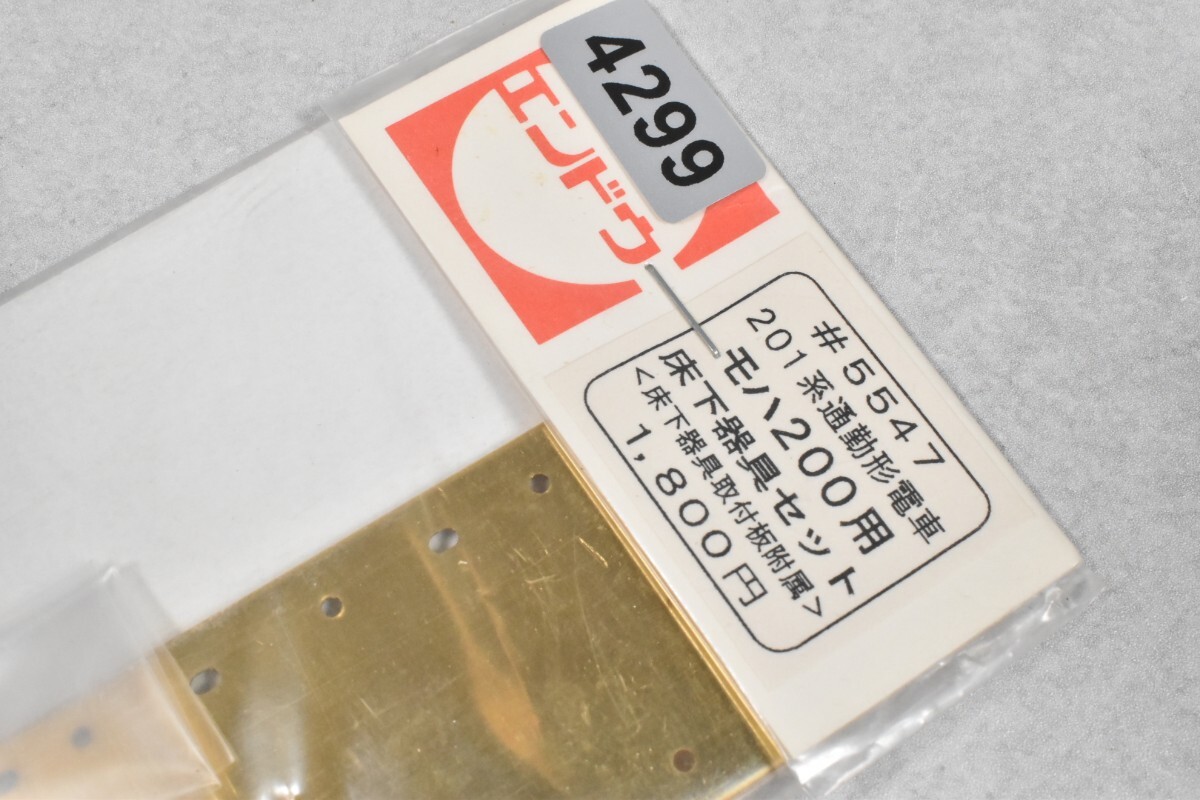 4299
エンドウ
#5547
201系通勤形電車
モハ200用
床下器具セット
<床下器具取付板附属>
1,800円